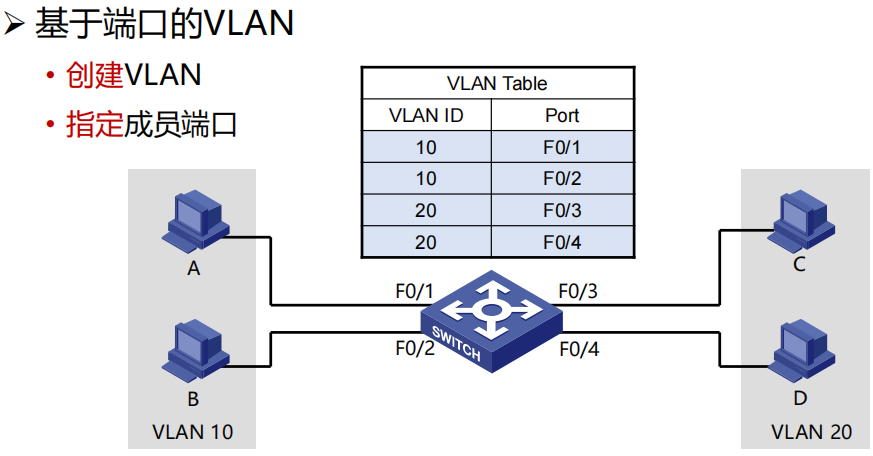 ➢ 基于端口的VLAN
• 创建VLAN
• 指定成员端口
VLAN Table
VLAN ID Port
10 F0/1
10 F0/2
20 F0/3
20 F0/4
A
C
F0/1
F0/3
SWITCH
F0/2
F0/4
B
D
VLAN 10
VLAN 20